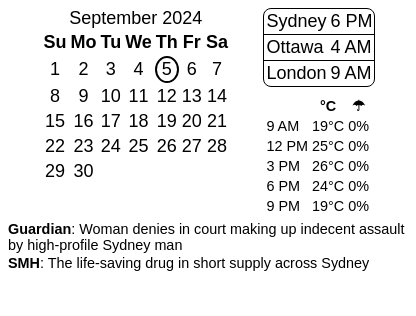 September 2024
Su Mo Tu We Th Fr Sa
1 2 3 4 5 6 7
8 9 10 11 12 13 14
15 16 17 18 19 20 21
22 23 24 25 26 27 28
29 30
Sydney 6 PM
Ottawa 4 AM
London 9 AM
°C ☂
9 AM 19°C 0%
12 PM 25°C 0%
3 PM 26°C 0%
6 PM 24°C 0%
9 PM 19°C 0%
Guardian: Woman denies in court making up indecent assault
by high-profile Sydney man
SMH: The life-saving drug in short supply across Sydney